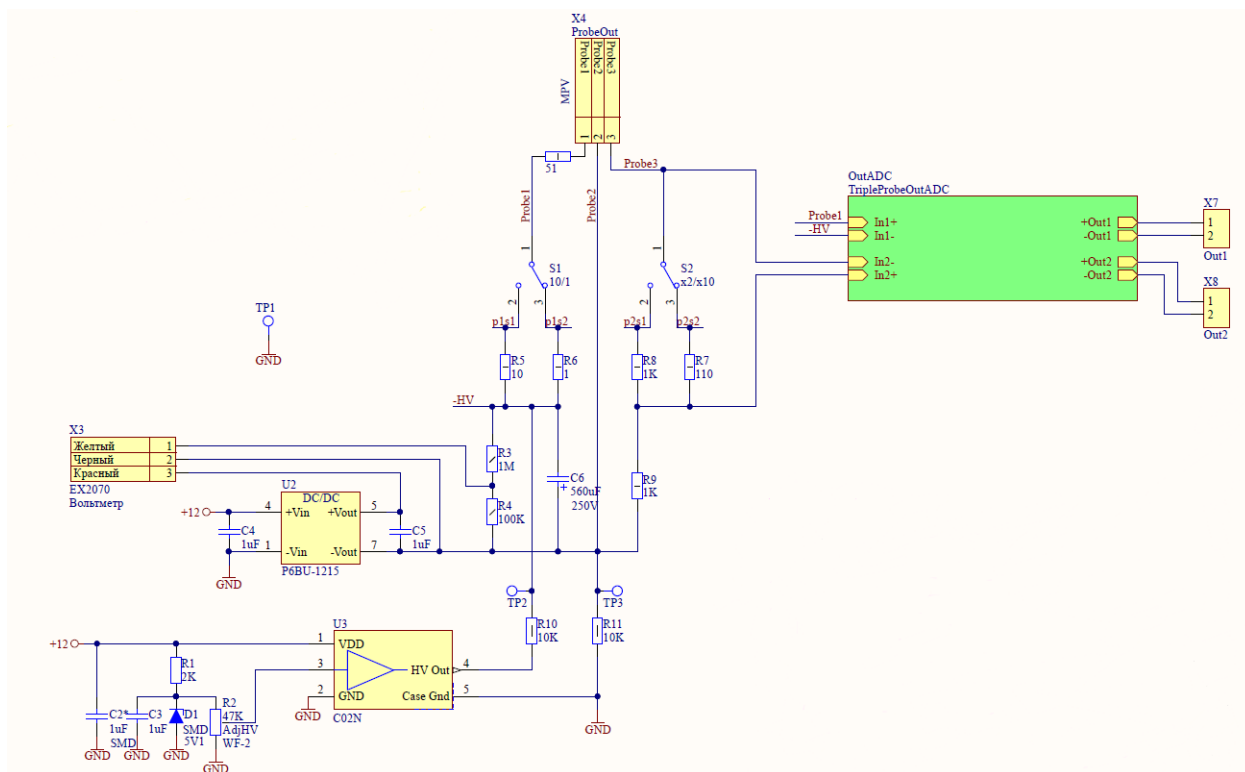 X4
ProbeOut
Probe1
Probe2
Probe3
MPV
1
2
3
51
Probe3
Probe1
Probe2
OutADC
TripleProbeOutADC
Probe1
In1+
-HV
In1-
In2-
In2+
+Out1
-Out1
+Out2
-Out2
X7
1
2
Out1
X8
1
2
Out2
1
S1
10/1
2
3
1
S2
x2/x10
2
3
p1s1
p1s2
p2s1
p2s2
TP1
GND
R5
10
R6
1
R8
1K
R7
110
-HV
X3
Желтый 1
Черный 2
Красный 3
EX2070
Вольтметр
R3
1M
R4
100K
C6
+
560uF
250V
R9
1K
U2
DC/DC
+12
4
+Vin
+Vout
5
C4
1uF
1
-Vin
-Vout
7
C5
1uF
P6BU-1215
GND
TP2
TP3
R10
10K
R11
10K
U3
+12
1
VDD
3
HV Out
4
2
GND
Case Gnd
5
C02N
GND
GND
R1
2K
R2
47K
AdjHV
WF-2
C2*
1uF
SMD
C3
1uF
D1
SMD
5V1
GND
GND
GND
GND